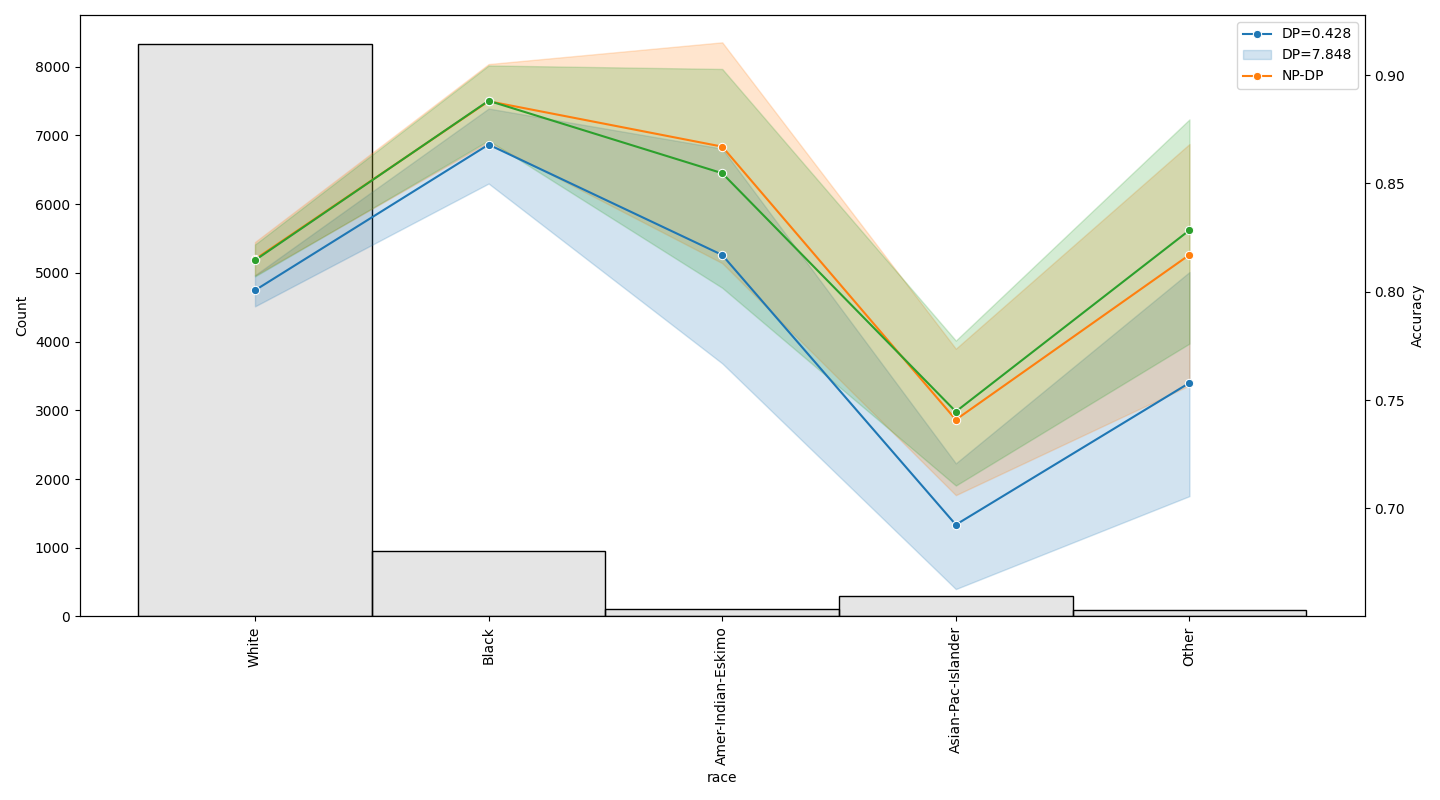 DP=0.428
DP=7.848
NP-DP
8000
7000
6000
5000
4000
3000
2000
1000
0
Count
0.90
0.85
0.80
0.75
0.70
Accuracy
White
Black
Amer-Indian-Eskimo
Asian-Pac-Islander
Other
race